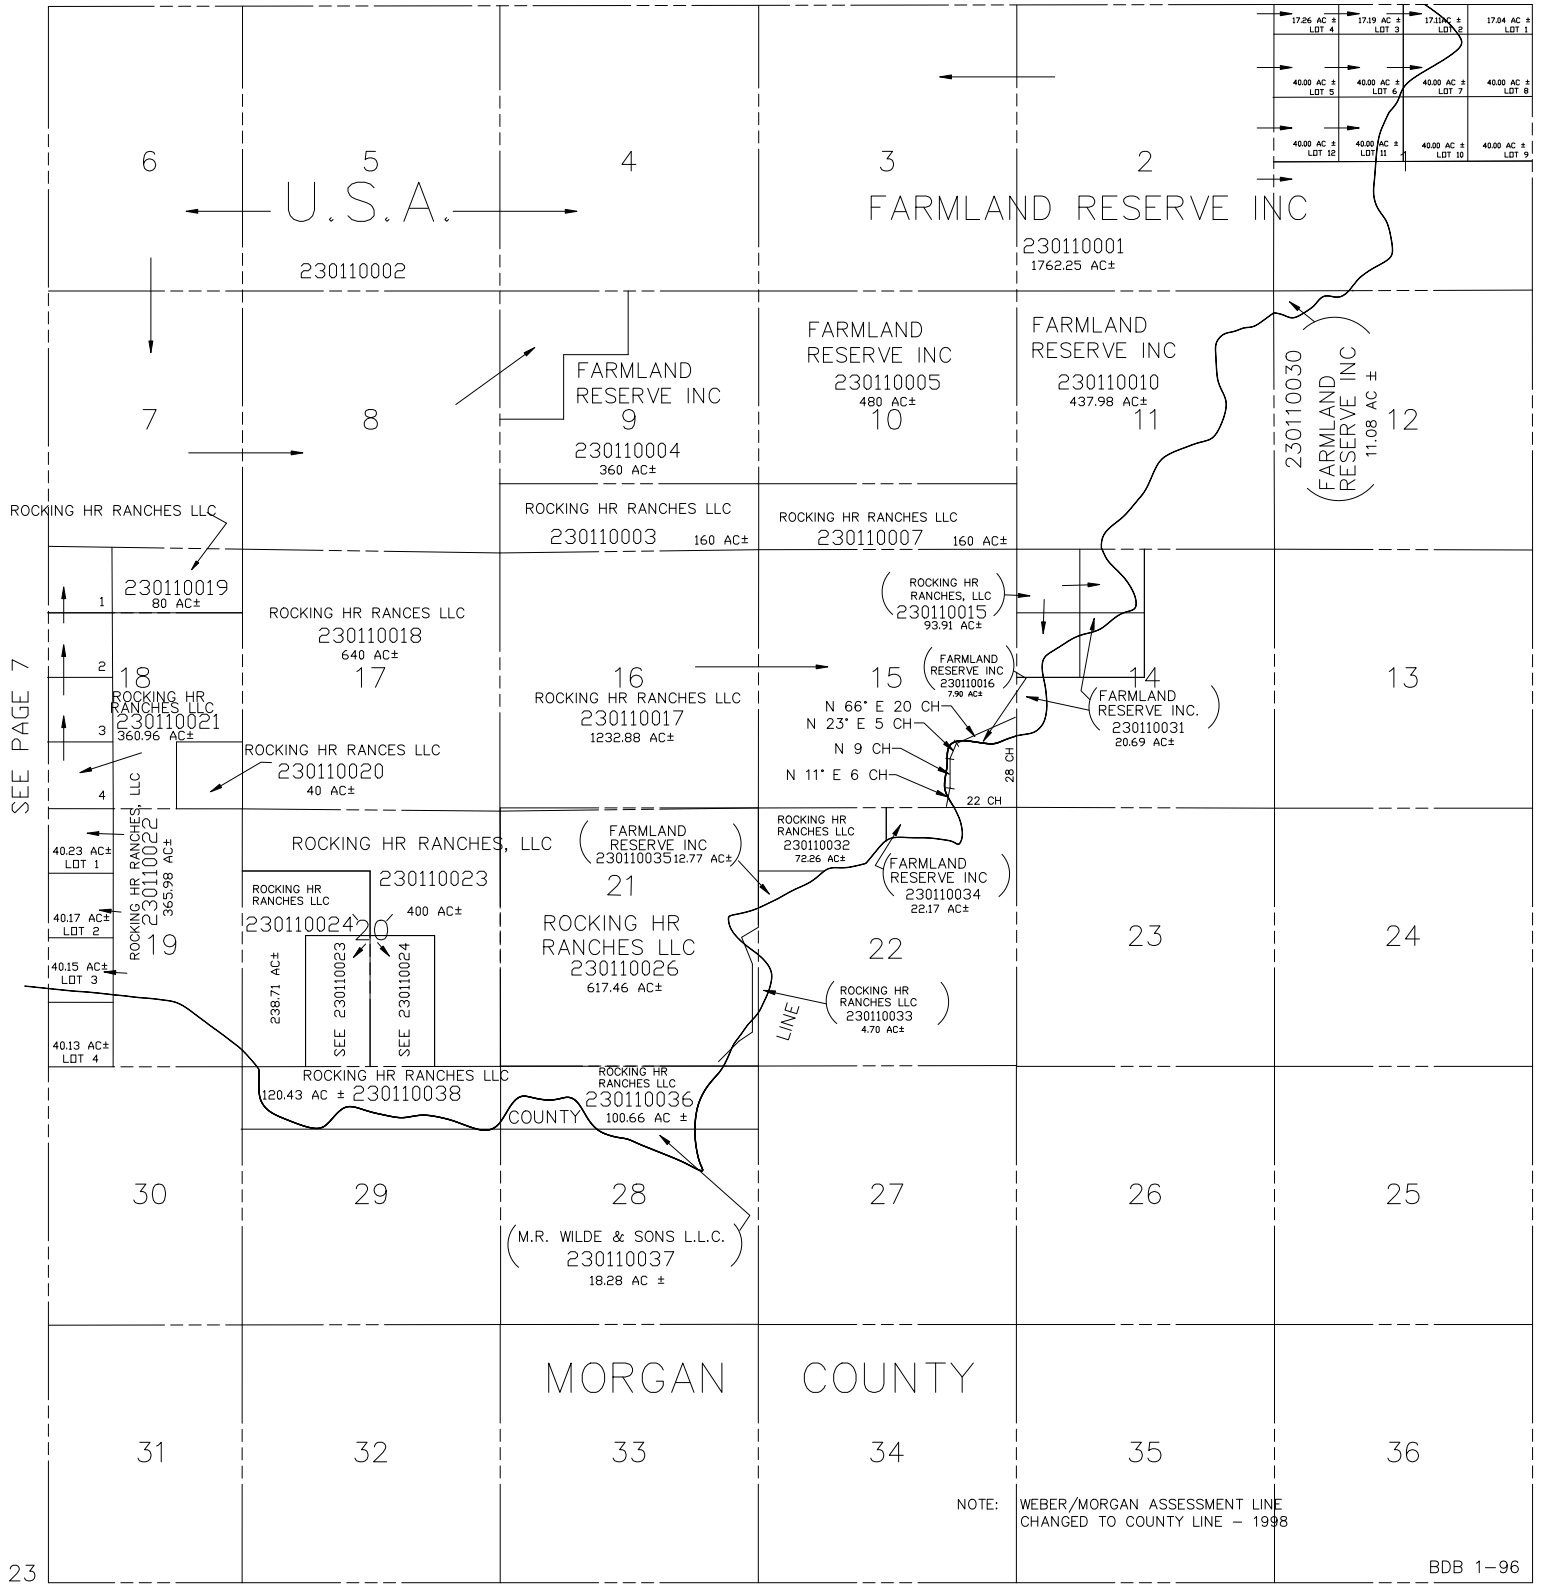 17.26 AC ±
LOT 4
17.19 AC ±
LOT 3
17.11AC ±
LOT 2
17.04 AC ±
LOT 1
40.00 AC ±
LOT 5
40.00 AC ±
LOT 6
40.00 AC ±
LOT 7
40.00 AC ±
LOT 8
40.00 AC ±
LOT 12
40.00 AC ±
LOT 11
40.00 AC ±
LOT 10
40.00 AC ±
LOT 9
6
5
4
3
2
1
U.S.A.
230110002
FARMLAND RESERVE INC
230110001
1762.25 AC±
7
8
FARMLAND
RESERVE INC
9
230110004
360 AC±
FARMLAND
RESERVE INC
230110005
480 AC±
10
FARMLAND
RESERVE INC
230110010
437.98 AC±
11
230110030
FARMLAND
RESERVE INC
11.08 AC ±
12
ROCKING HR RANCHES LLC
ROCKING HR RANCHES LLC
230110003 160 AC±
ROCKING HR RANCHES LLC
230110007 160 AC±
230110019
80 AC±
1
2
3
4
18
ROCKING HR
RANCHES LLC
230110021
360.96 AC±
ROCKING HR RANCES LLC
230110018
640 AC±
17
ROCKING HR RANCES LLC
230110020
40 AC±
16
ROCKING HR RANCHES LLC
230110017
1232.88 AC±
ROCKING HR
RANCHES, LLC
230110015
93.91 AC±
15
FARMLAND
RESERVE INC
230110016
7.90 AC±
N 66° E 20 CH
N 23° E 5 CH
N 9 CH
N 11° E 6 CH
28 CH
22 CH
14
FARMLAND
RESERVE INC.
230110031
20.69 AC±
13
SEE PAGE 7
40.23 AC±
LOT 1
40.17 AC±
LOT 2
40.15 AC±
LOT 3
40.13 AC±
LOT 4
ROCKING HR RANCHES, LLC
230110022
365.98 AC±
19
ROCKING HR RANCHES, LLC
230110023
400 AC±
ROCKING HR
RANCHES LLC
230110024
20
238.71 AC±
SEE 230110023
SEE 230110024
FARMLAND
RESERVE INC
230110035 12.77 AC±
21
ROCKING HR
RANCHES LLC
230110026
617.46 AC±
ROCKING HR
RANCHES LLC
230110032
72.26 AC±
FARMLAND
RESERVE INC
230110034
22.17 AC±
22
ROCKING HR
RANCHES LLC
230110033
4.70 AC±
LINE
23
24
ROCKING HR RANCHES LLC
120.43 AC ± 230110038
ROCKING HR
RANCHES LLC
230110036
100.66 AC ±
COUNTY
30
29
28
27
26
25
M.R. WILDE & SONS L.L.C.
230110037
18.28 AC ±
MORGAN COUNTY
31
32
33
34
35
36
NOTE: WEBER/MORGAN ASSESSMENT LINE
CHANGED TO COUNTY LINE – 1998
23
BDB 1–96